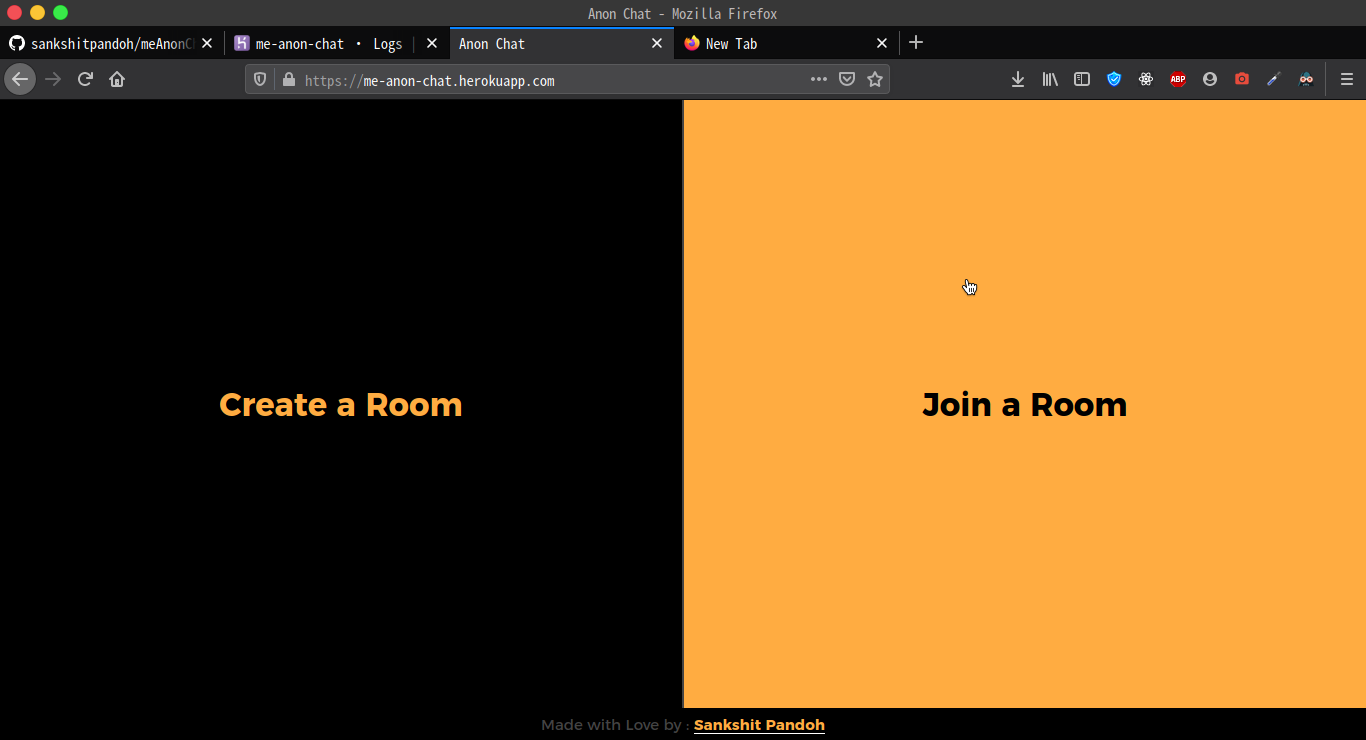 Anon Chat - Mozilla Firefox
sankshitpandoh/meAnonC
me-anon-chat • Logs
Anon Chat
New Tab
https://me-anon-chat.herokuapp.com
ABP
Create a Room
Join a Room
Made with Love by : Sankshit Pandoh